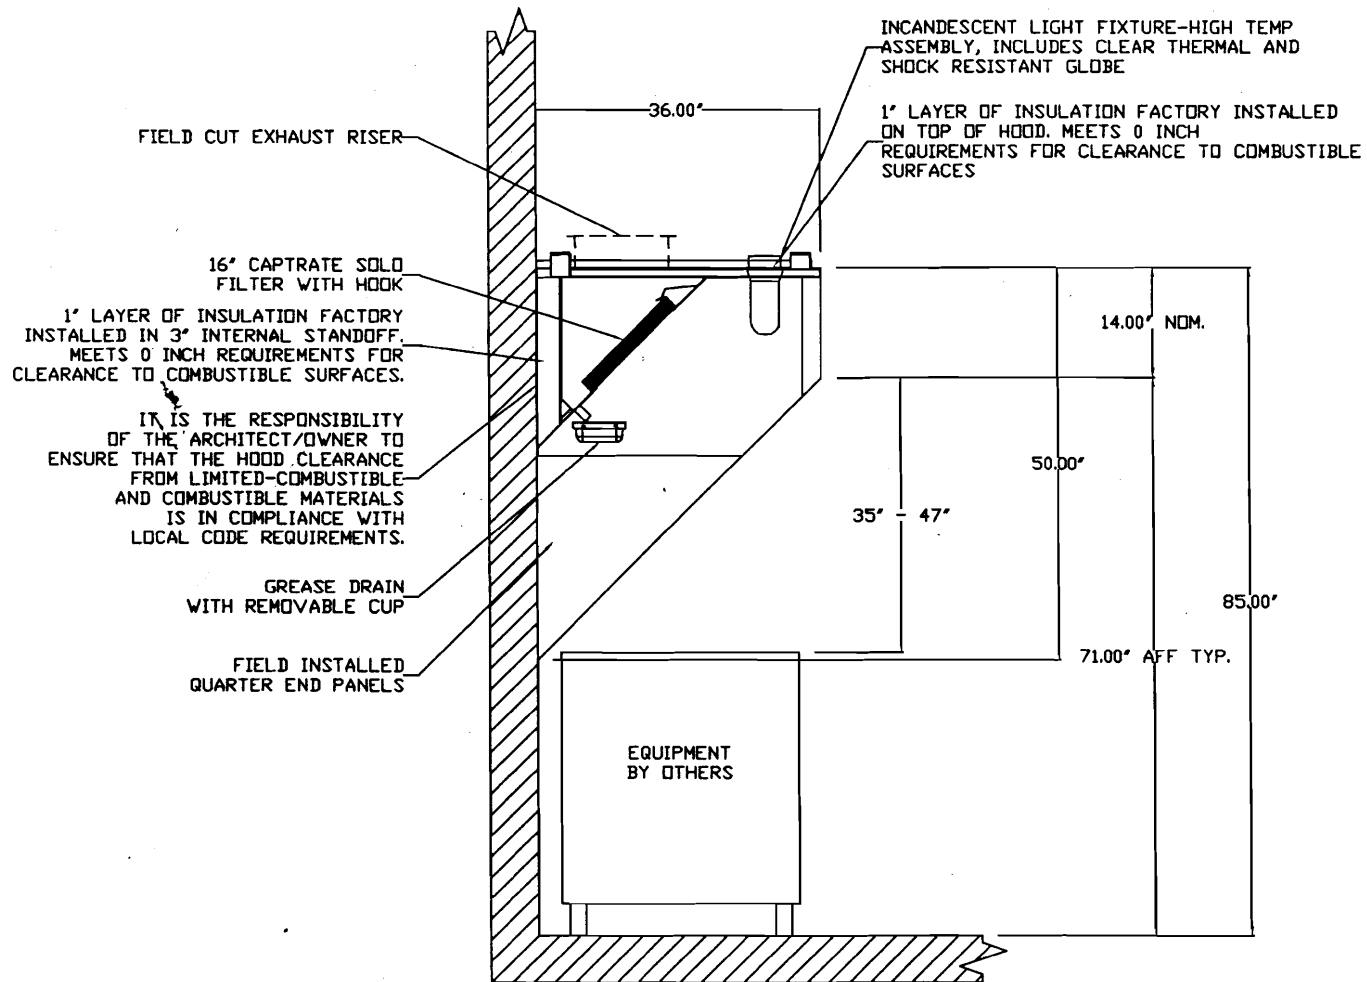 INCANDESCENT LIGHT FIXTURE-HIGH TEMP
ASSEMBLY, INCLUDES CLEAR THERMAL AND
SHOCK RESISTANT GLOBE
36.00"
1" LAYER OF INSULATION FACTORY INSTALLED
ON TOP OF HOOD. MEETS 0 INCH
REQUIREMENTS FOR CLEARANCE TO COMBUSTIBLE
SURFACES
FIELD CUT EXHAUST RISER
16" CAPTRATE SOLO
FILTER WITH HOOK
1" LAYER OF INSULATION FACTORY
INSTALLED IN 3" INTERNAL STANDOFF.
MEETS 0 INCH REQUIREMENTS FOR
CLEARANCE TO COMBUSTIBLE SURFACES.
IT IS THE RESPONSIBILITY
OF THE ARCHITECT/OWNER TO
ENSURE THAT THE HOOD CLEARANCE
FROM LIMITED-COMBUSTIBLE
AND COMBUSTIBLE MATERIALS
IS IN COMPLIANCE WITH
LOCAL CODE REQUIREMENTS.
GREASE DRAIN
WITH REMOVABLE CUP
FIELD INSTALLED
QUARTER END PANELS
14.00" NOM.
50.00"
35" - 47"
85.00"
71.00" AFF TYP.
EQUIPMENT
BY OTHERS